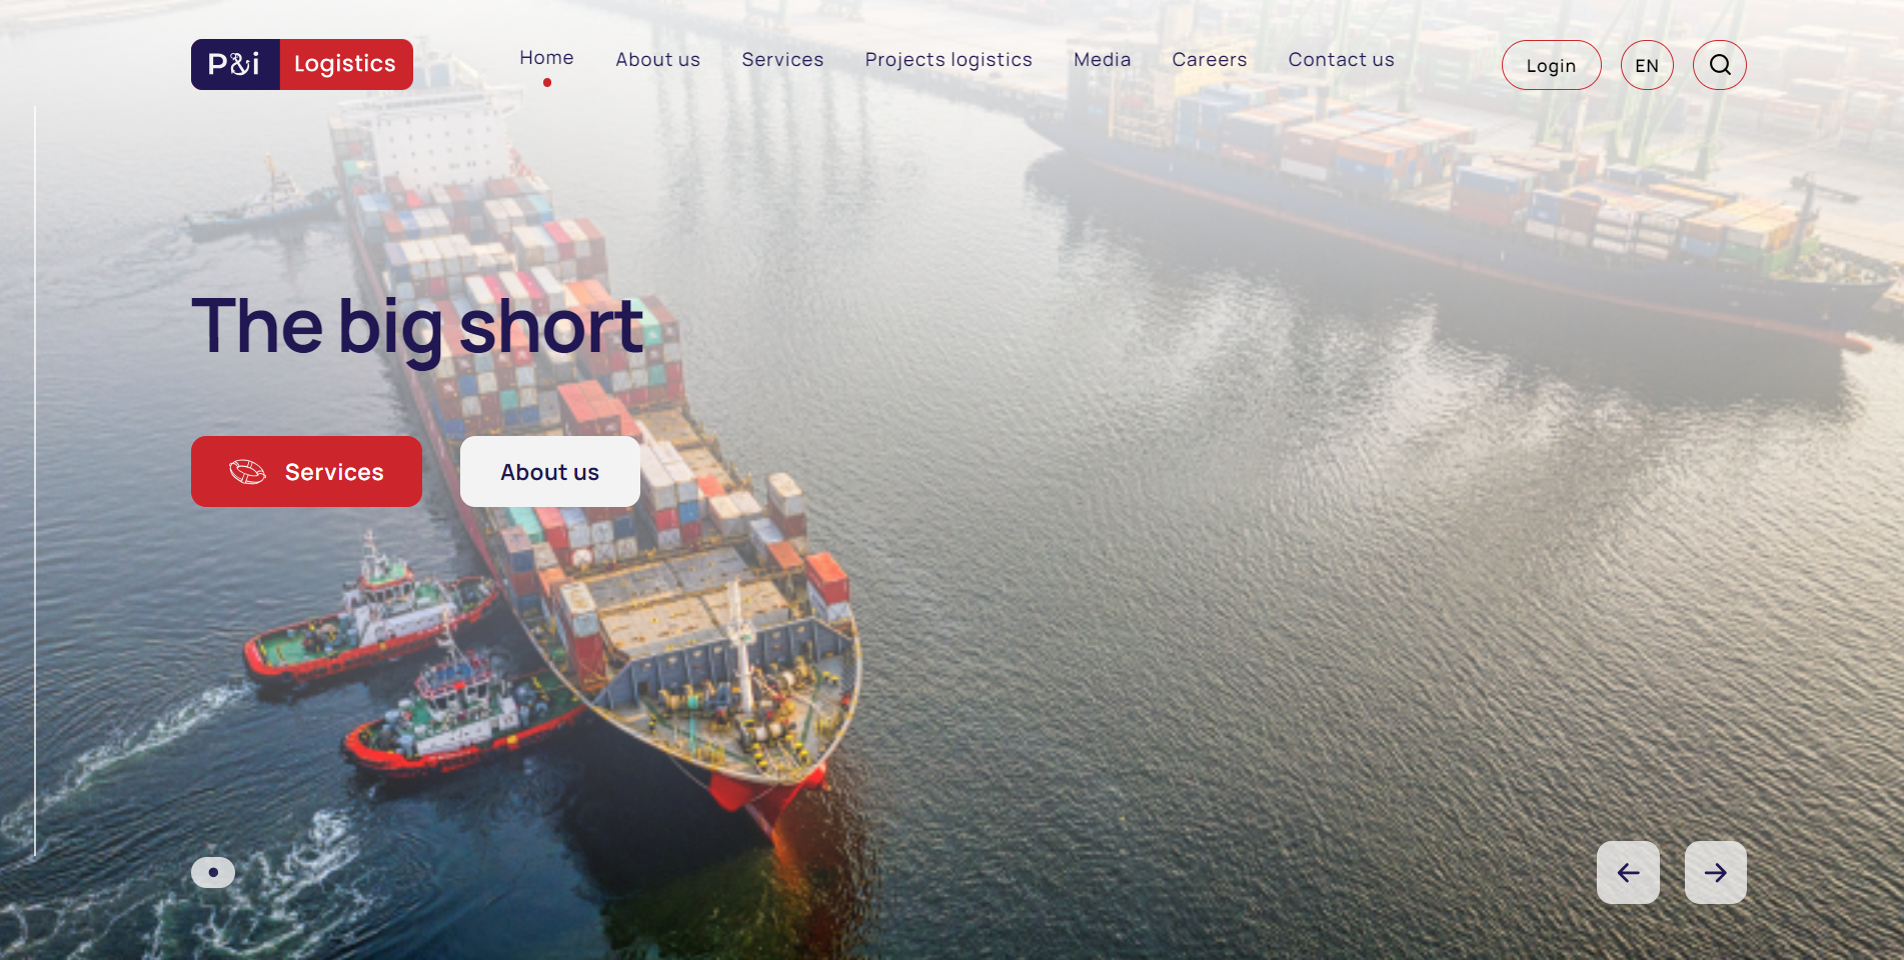 P&i Logistics
Home
About us
Services
Projects logistics
Media
Careers
Contact us
Login
EN
The big short
Services
About us